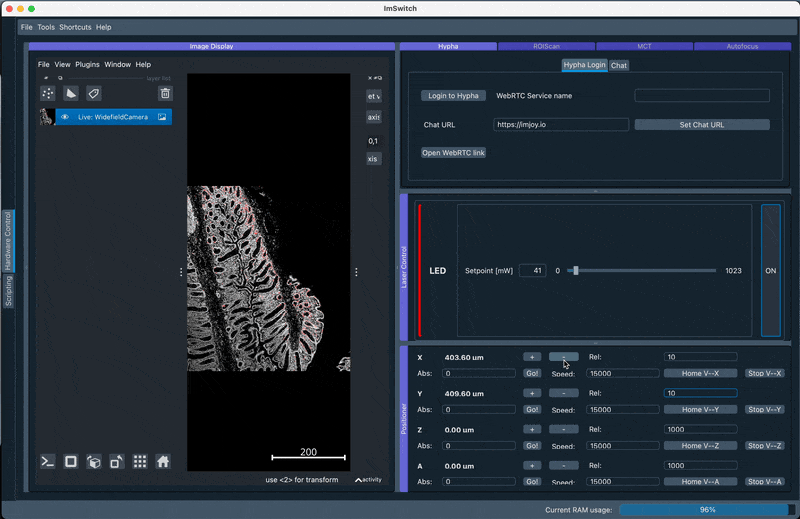 ImSwitch
File Tools Shortcuts Help
Image Display
Hypha ROIScan MCT Autofocus
File View Plugins Window Help
layer list
Live: WidefieldCamera
et v
axis
0,1
xis
200
use <2> for transform
activity
Hardware Control
Scripting
Hypha Login Chat
Login to Hypha WebRTC Service name
Chat URL https://imjoy.io Set Chat URL
Open WebRTC link
Laser Control
LED Setpoint [mW] 41 0 1023 ON
Positioner
X 403.60 um + - Rel: 10
Abs: 0 Go! Speed: 15000 Home V--X Stop V--X
Y 409.60 um + - Rel: 10
Abs: 0 Go! Speed: 15000 Home V--Y Stop V--Y
Z 0.00 um + - Rel: 1000
Abs: 0 Go! Speed: 15000 Home V--Z Stop V--Z
A 0.00 um + - Rel: 1000
Abs: 0 Go! Speed: 15000 Home V--A Stop V--A
Current RAM usage: 96%